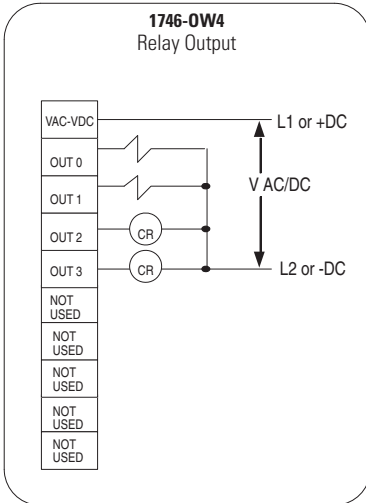 1746-OW4
Relay Output
VAC-VDC
L1 or +DC
OUT 0
OUT 1
V AC/DC
OUT 2
CR
OUT 3
CR
L2 or -DC
NOT
USED
NOT
USED
NOT
USED
NOT
USED
NOT
USED